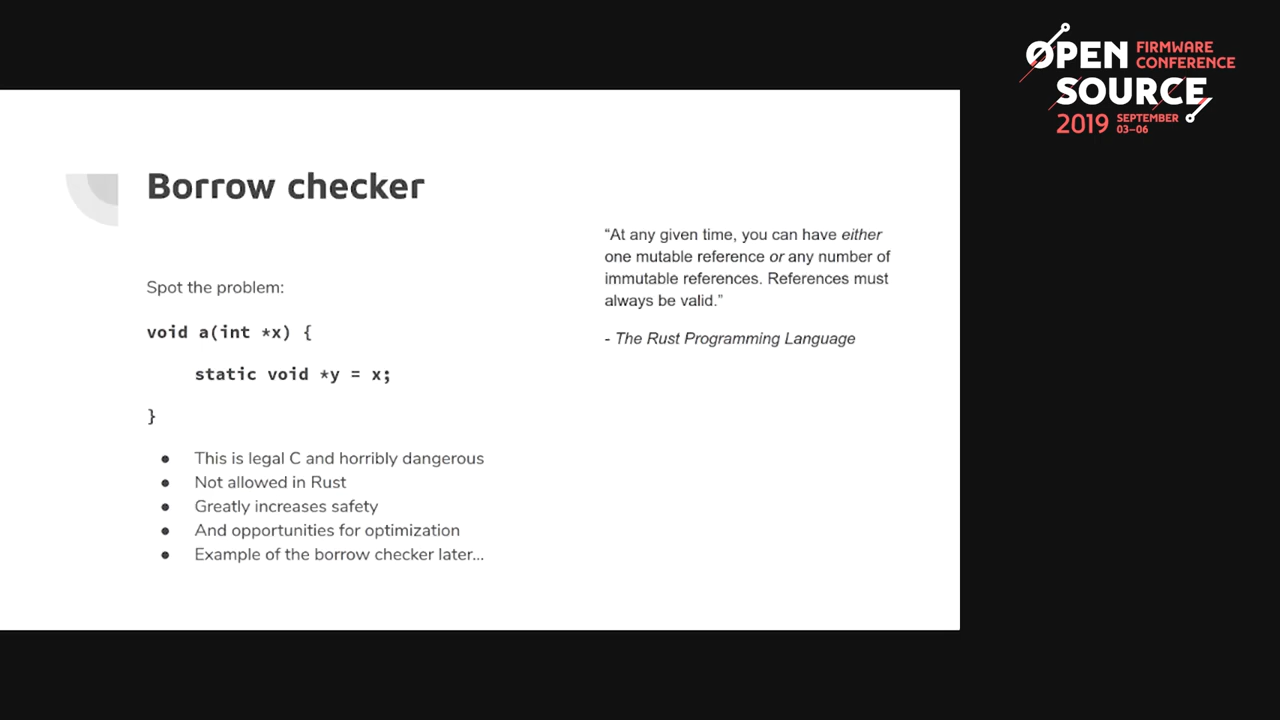 OPEN FIRMWARE
CONFERENCE
SOURCE
2019 SEPTEMBER
03–06
Borrow checker
Spot the problem:
void a(int *x) {
static void *y = x;
}
● This is legal C and horribly dangerous
● Not allowed in Rust
● Greatly increases safety
● And opportunities for optimization
● Example of the borrow checker later...
“At any given time, you can have either
one mutable reference or any number of
immutable references. References must
always be valid.”
- The Rust Programming Language